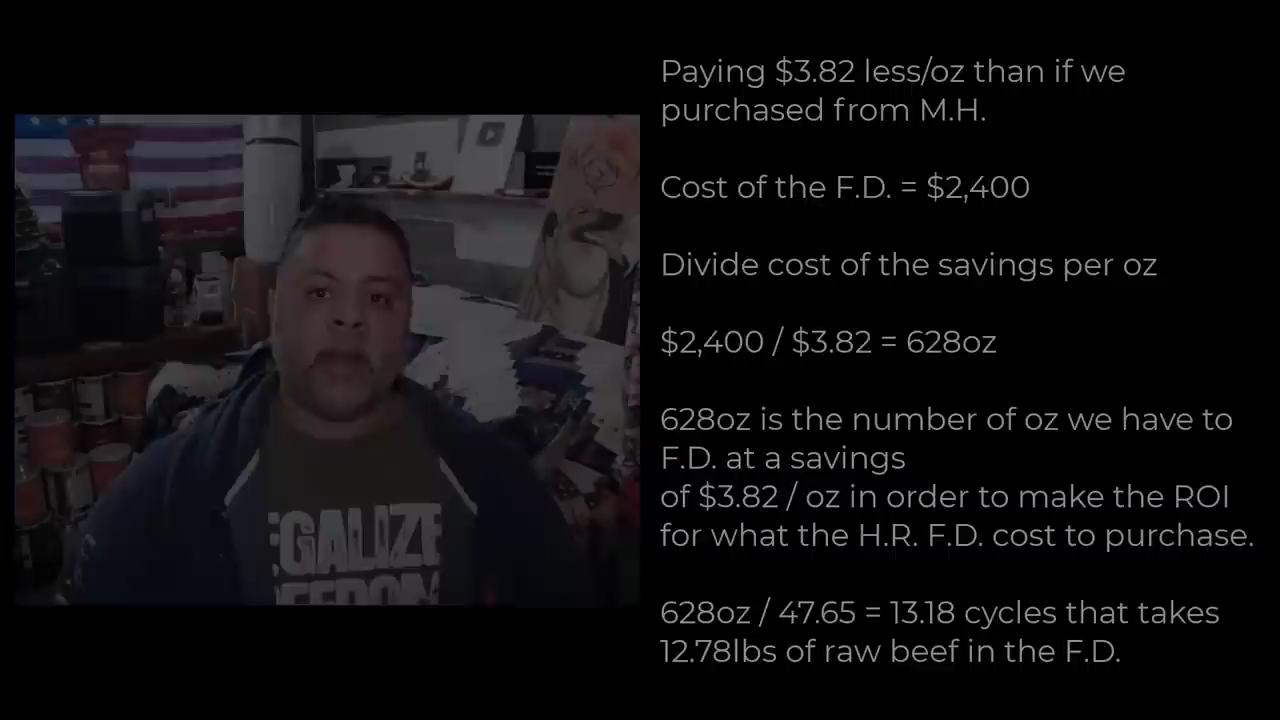 Paying $3.82 less/oz than if we
purchased from M.H.
Cost of the F.D. = $2,400
Divide cost of the savings per oz
$2,400 / $3.82 = 628oz
628oz is the number of oz we have to
F.D. at a savings
of $3.82 / oz in order to make the ROI
for what the H.R. F.D. cost to purchase.
628oz / 47.65 = 13.18 cycles that takes
12.78lbs of raw beef in the F.D.
EGALIZE